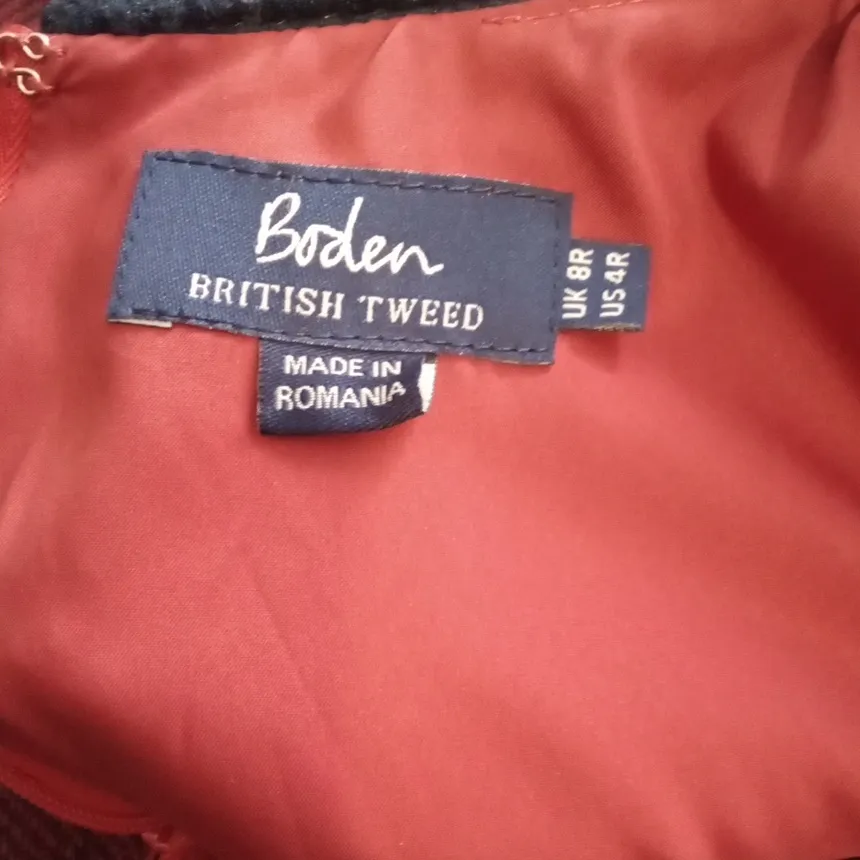 Boden
BRITISH TWEED
UK 8R
US 4R
MADE IN
ROMANIA